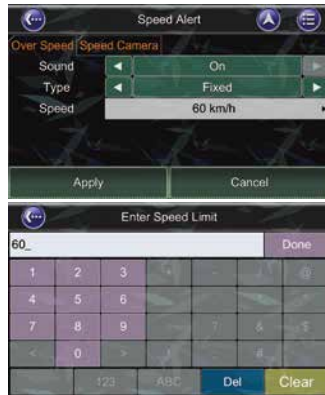 Speed Alert
Over Speed Speed Camera
Sound On
Type Fixed
Speed 60 km/h
Apply Cancel
Enter Speed Limit
60_ Done
1 2 3 @
4 5 6
7 8 9 ? & $
< 0 > #
123 ABC Del Clear